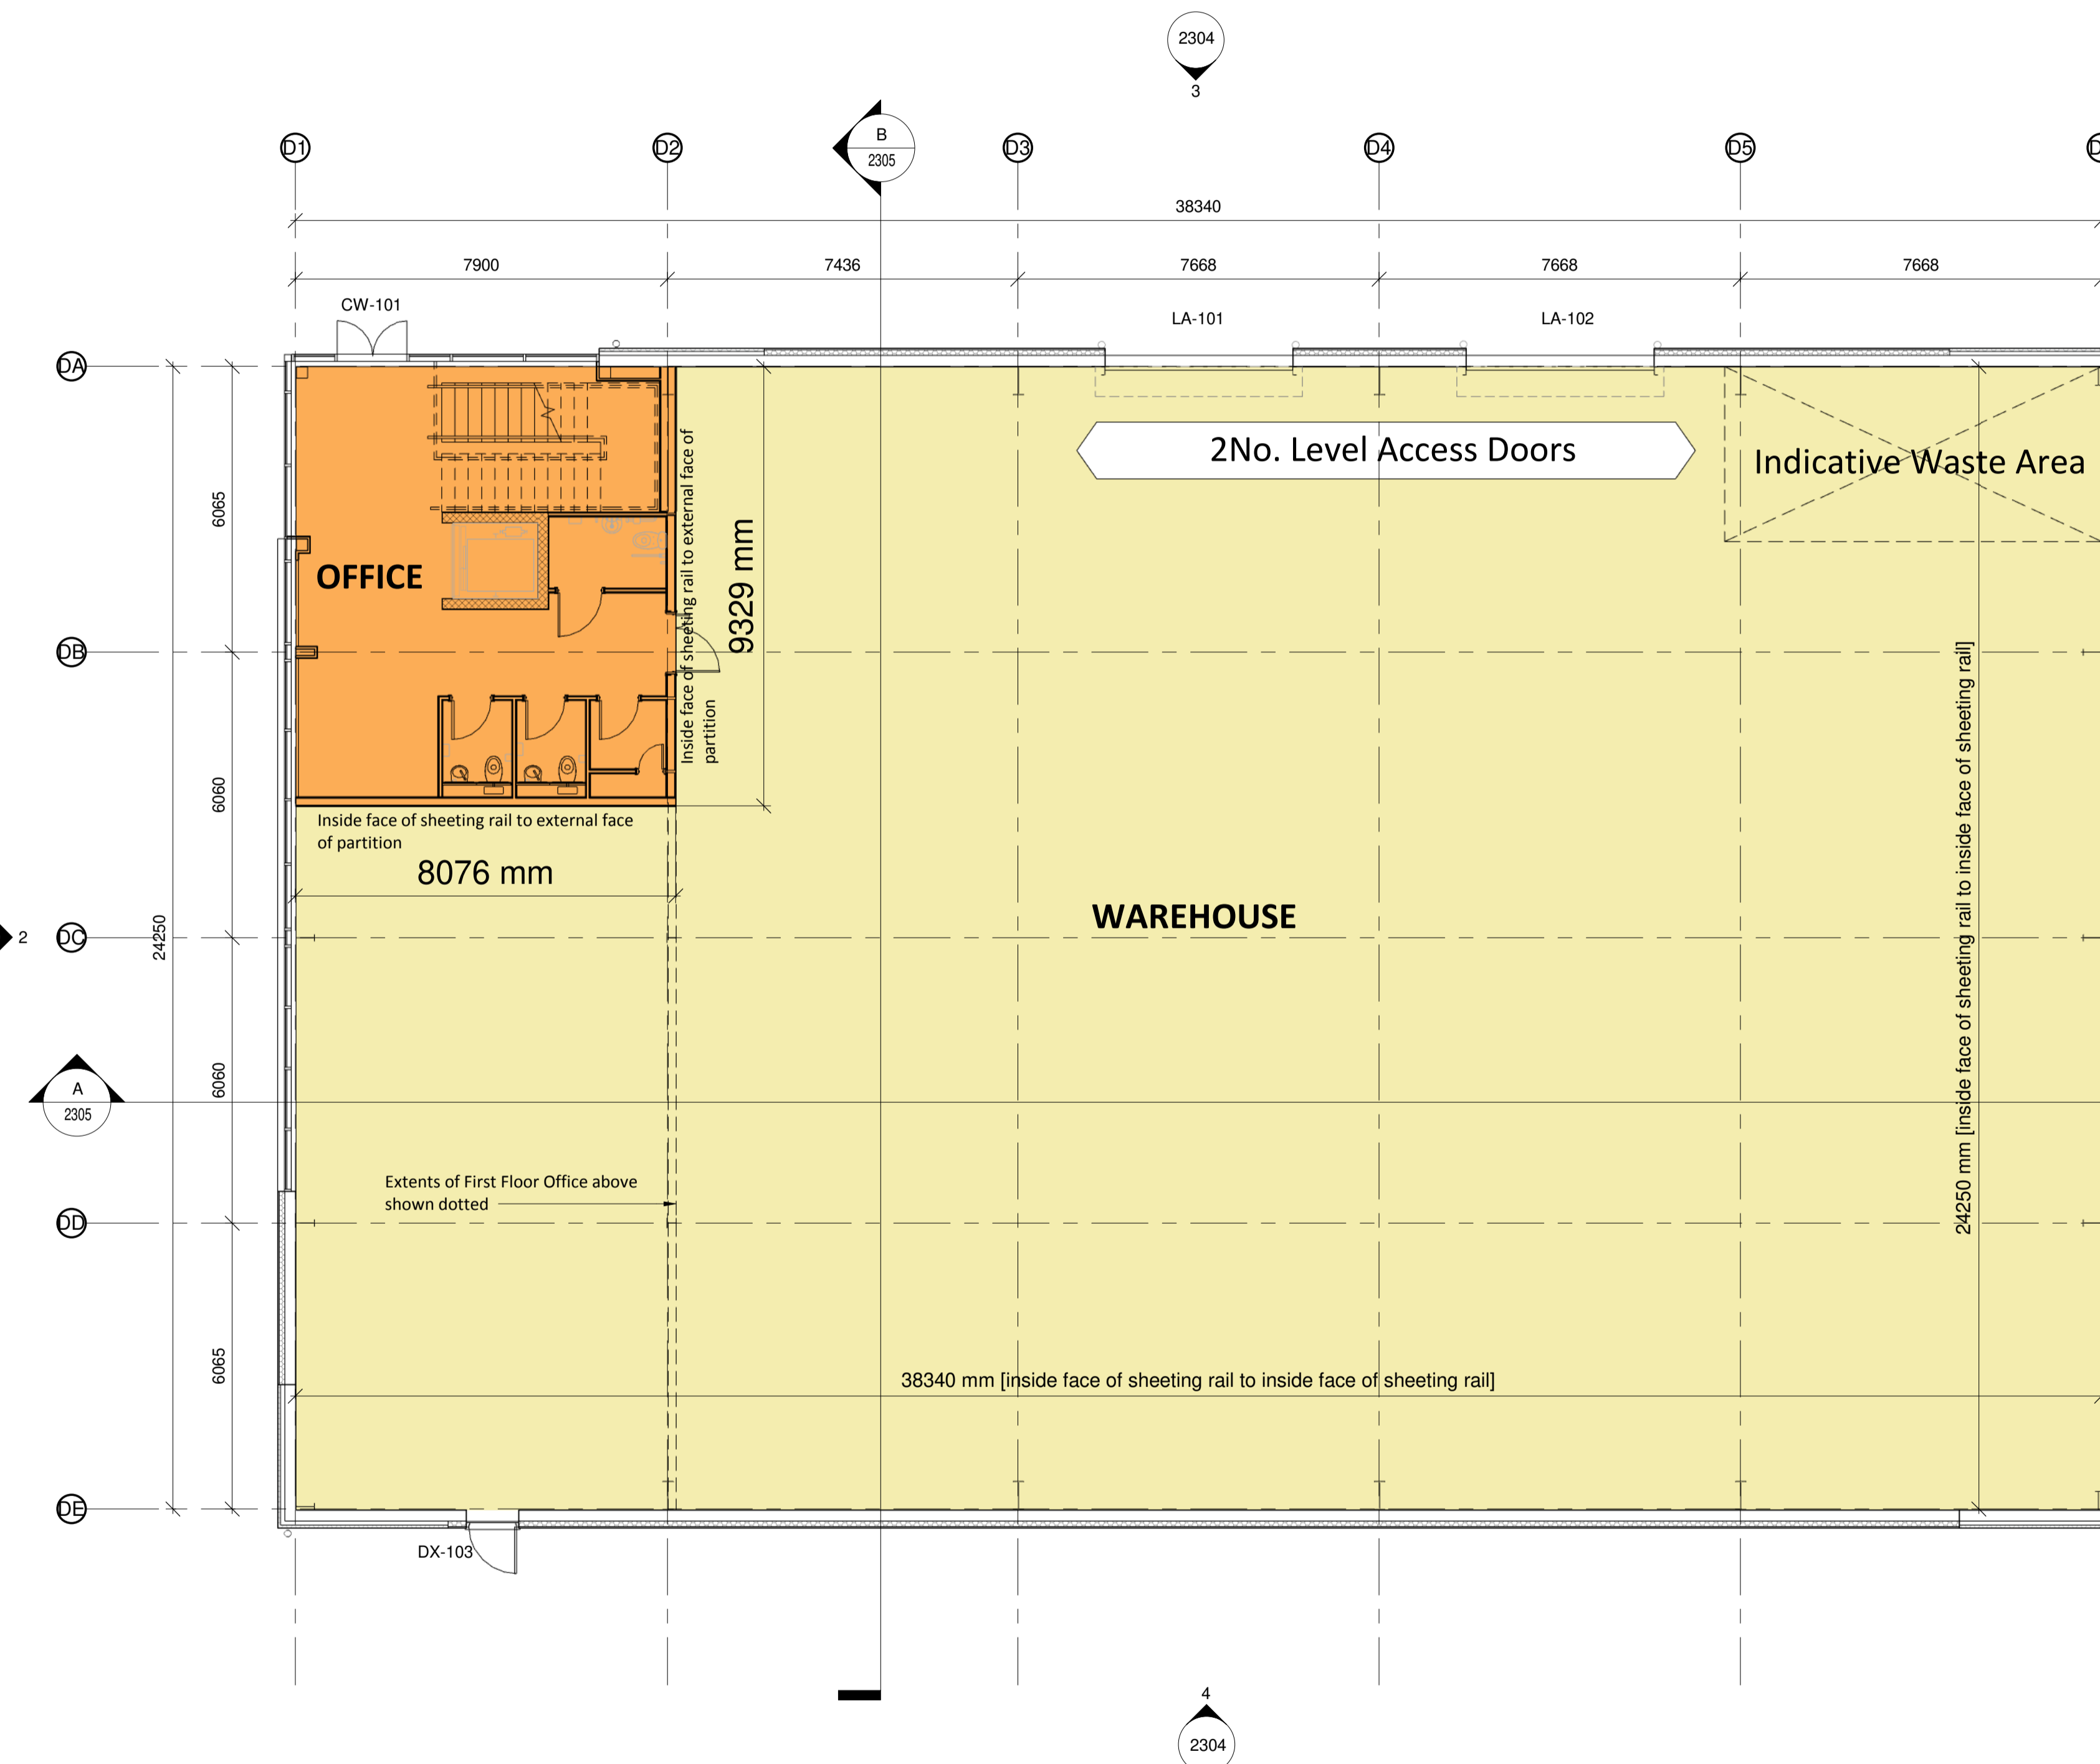 2304
3
B
2305
D1
D2
D3
D4
D5
38340
7900
7436
7668
7668
7668
CW-101
LA-101
LA-102
DA
2No. Level Access Doors
Indicative Waste Area
6065
OFFICE
Inside face of sheeting rail to external face of
partition
9329 mm
DB
24250 mm [inside face of sheeting rail to inside face of sheeting rail]
6060
Inside face of sheeting rail to external face
of partition
8076 mm
WAREHOUSE
2
DC
24250
6060
A
2305
Extents of First Floor Office above
shown dotted
DD
6065
38340 mm [inside face of sheeting rail to inside face of sheeting rail]
DE
DX-103
4
2304